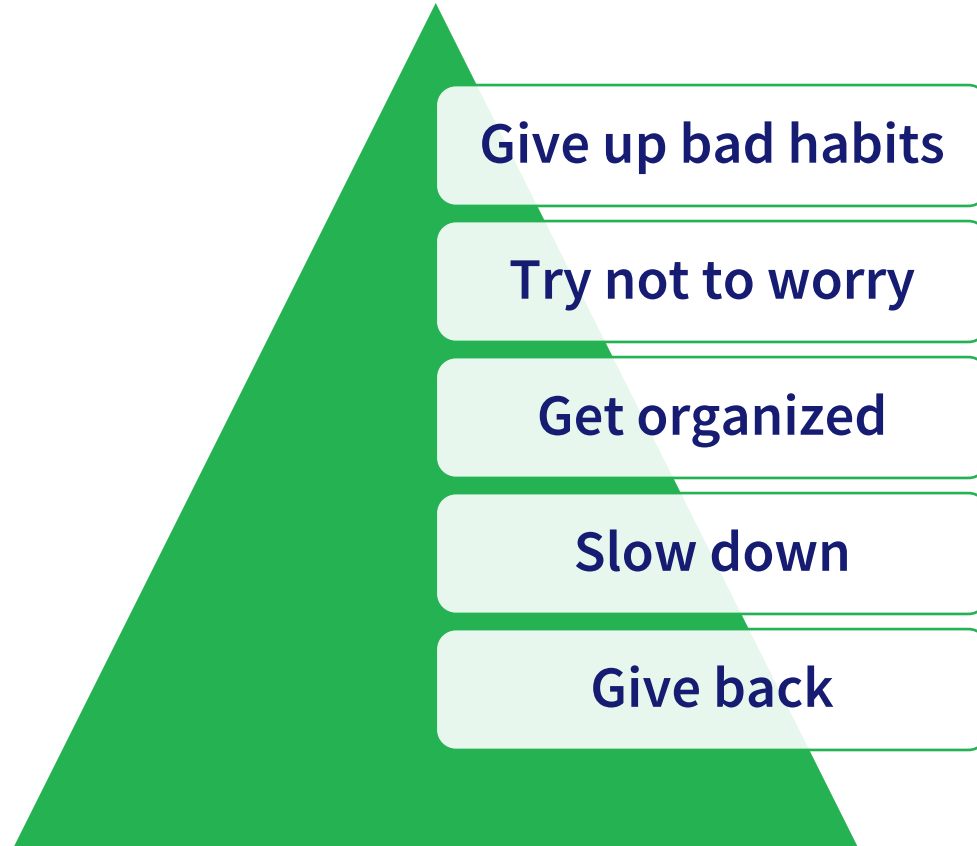 Give up bad habits
Try not to worry
Get organized
Slow down
Give back